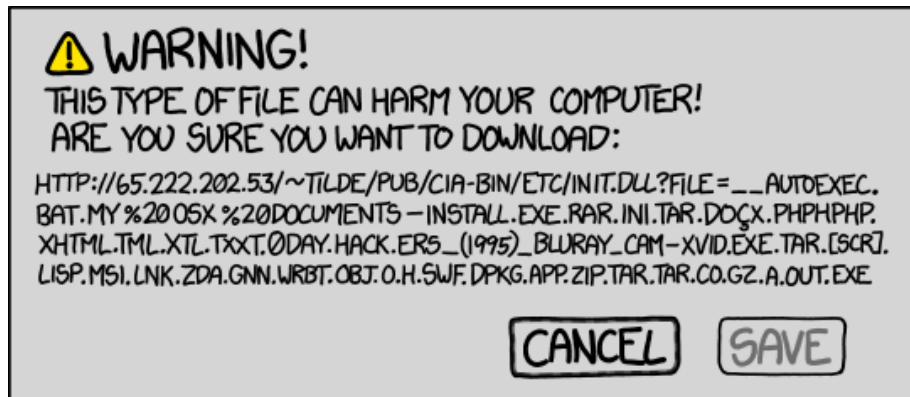 WARNING!
THIS TYPE OF FILE CAN HARM YOUR COMPUTER!
ARE YOU SURE YOU WANT TO DOWNLOAD:
HTTP://65.222.202.53/~TILDE/PUB/CIA-BIN/ETC/INIT.DLL?FILE=__AUTOEXEC.
BAT.MY%20OSX%20DOCUMENTS-INSTALL.EXE.RAR.INI.TAR.DOÇX.PHPHPHP.
XHTML.TML.XTL.TXXT.0DAY.HACK.ERS_(1995)_BLURAY_CAM-XVID.EXE.TAR.[SCR].
LISP.MSI.LNK.ZDA.GNN.WRBT.OBJ.O.H.SWF.DPKG.APP.ZIP.TAR.TAR.CO.GZ.A.OUT.EXE
CANCEL SAVE